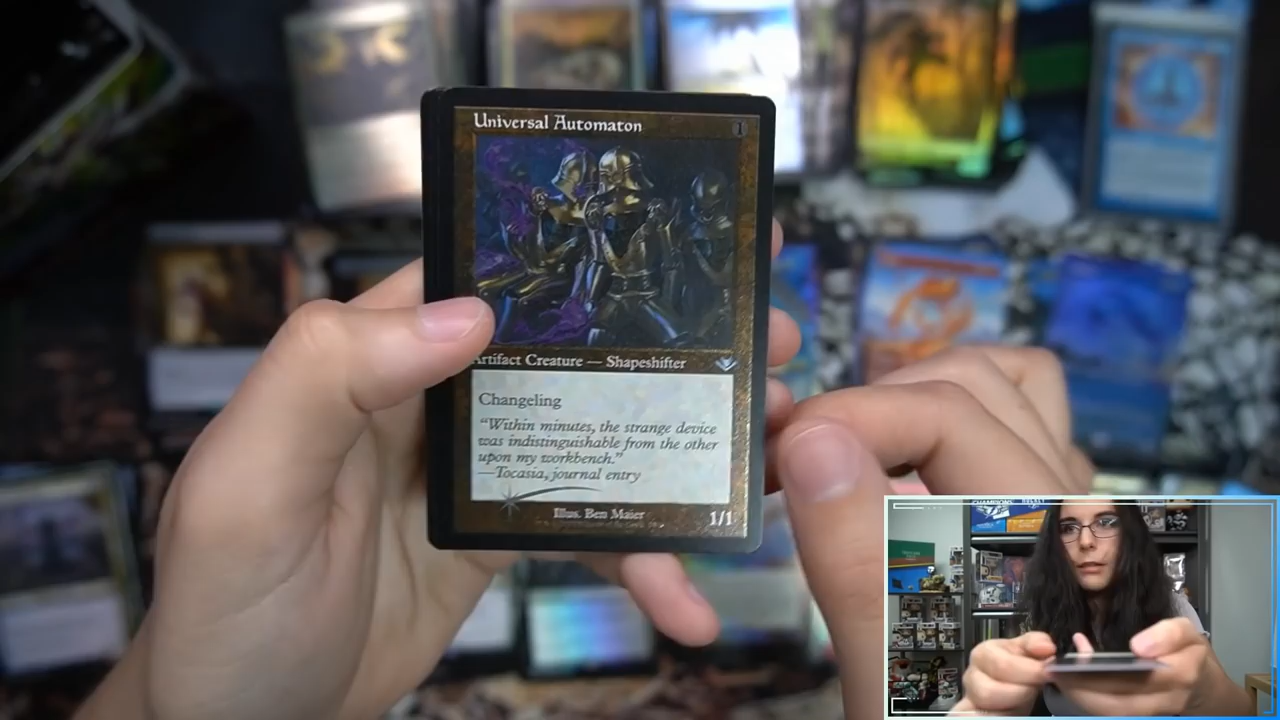 Universal Automaton
1
Artifact Creature — Shapeshifter
Changeling
"Within minutes, the strange device
was indistinguishable from the other
upon my workbench."
—Tocasia, journal entry
Illus. Ben Maier
1/1
CHAMPIONS